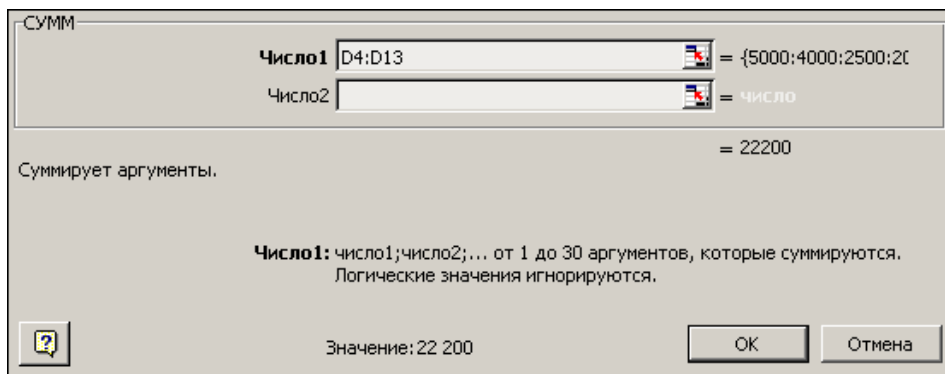 СУММ
Число1 D4:D13 = {5000:4000:2500:20
Число2 = число
= 22200
Суммирует аргументы.
Число1: число1;число2;... от 1 до 30 аргументов, которые суммируются.
Логические значения игнорируются.
Значение:22 200 OK Отмена